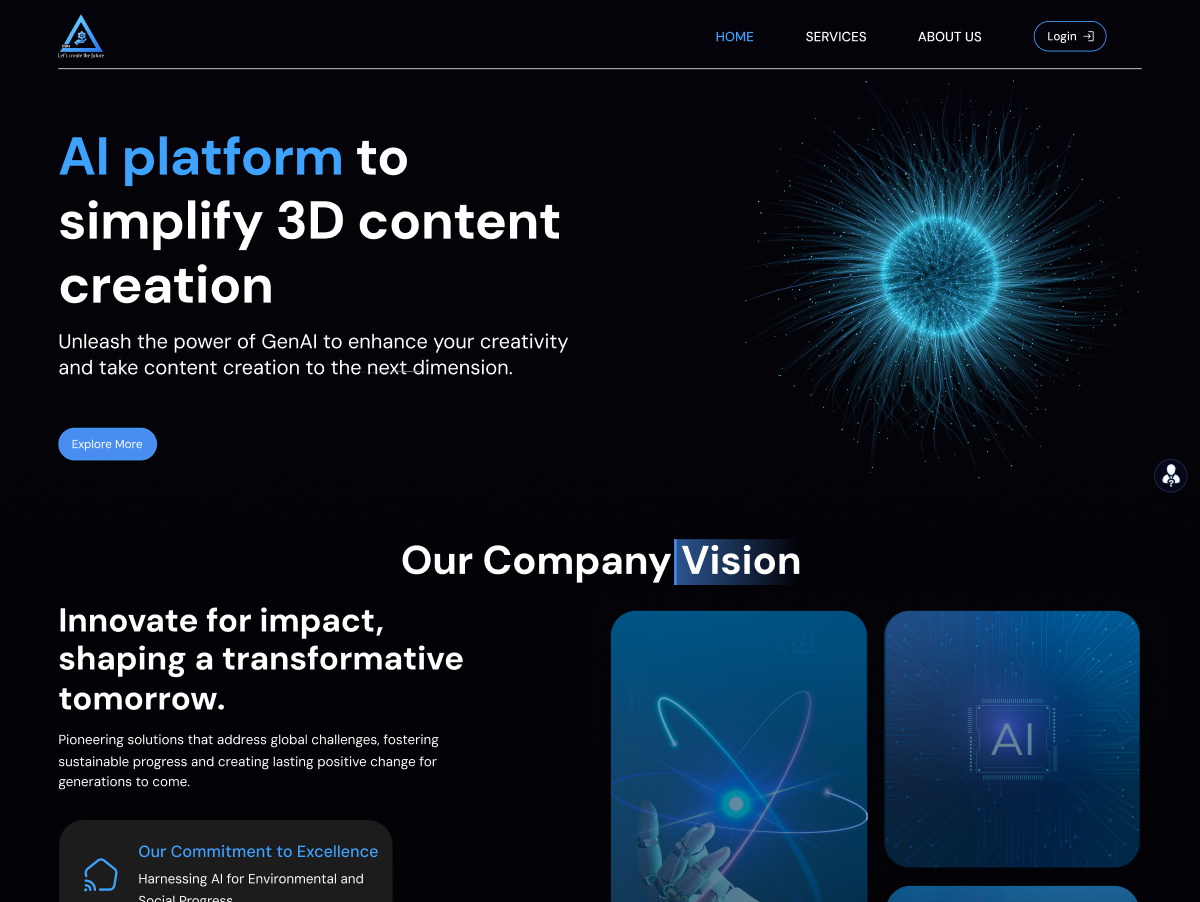 Let's create the future
HOME
SERVICES
ABOUT US
Login
AI platform to
simplify 3D content
creation
Unleash the power of GenAI to enhance your creativity
and take content creation to the next dimension.
Explore More
Our Company Vision
Innovate for impact,
shaping a transformative
tomorrow.
Pioneering solutions that address global challenges, fostering
sustainable progress and creating lasting positive change for
generations to come.
AI
Our Commitment to Excellence
Harnessing AI for Environmental and
Social Progress